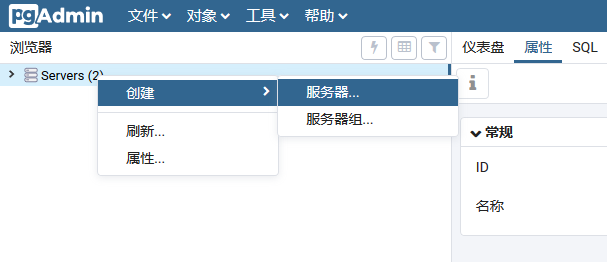 pgAdmin 文件 对象 工具 帮助
浏览器
仪表盘 属性 SQL
Servers (2)
创建
服务器...
服务器组...
刷新...
属性...
常规
ID
名称